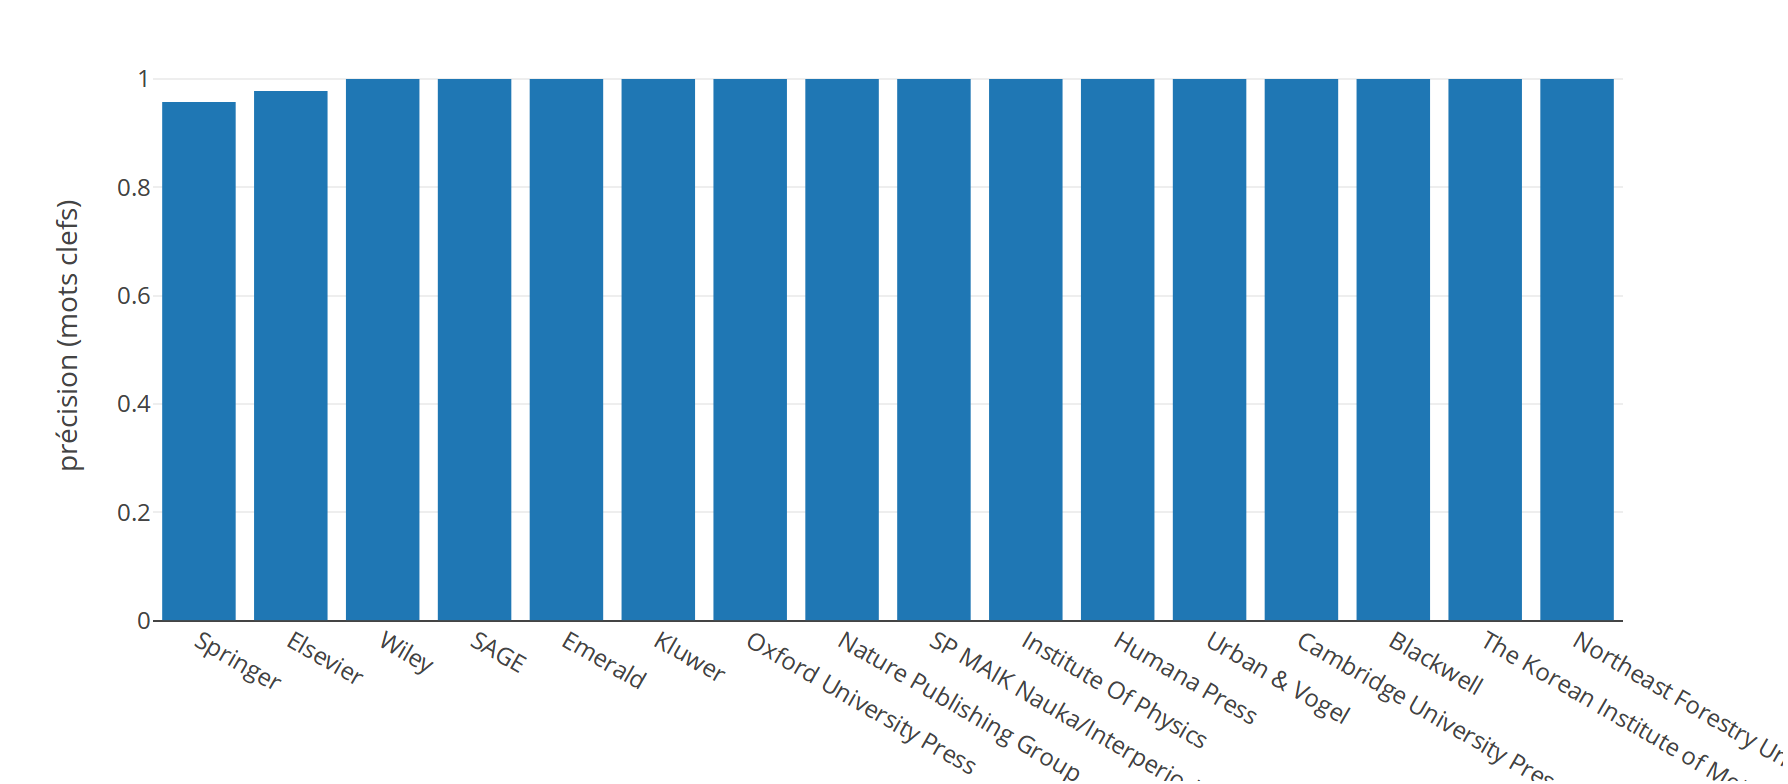 précision (mots clefs)
1
0.8
0.6
0.4
0.2
0
Springer
Elsevier
Wiley
SAGE
Emerald
Kluwer
Oxford University Press
Nature Publishing Group
SP MAIK Nauka/Interperio
Institute Of Physics
Humana Press
Urban & Vogel
Cambridge University Pres
Blackwell
The Korean Institute of
Northeast Forestry